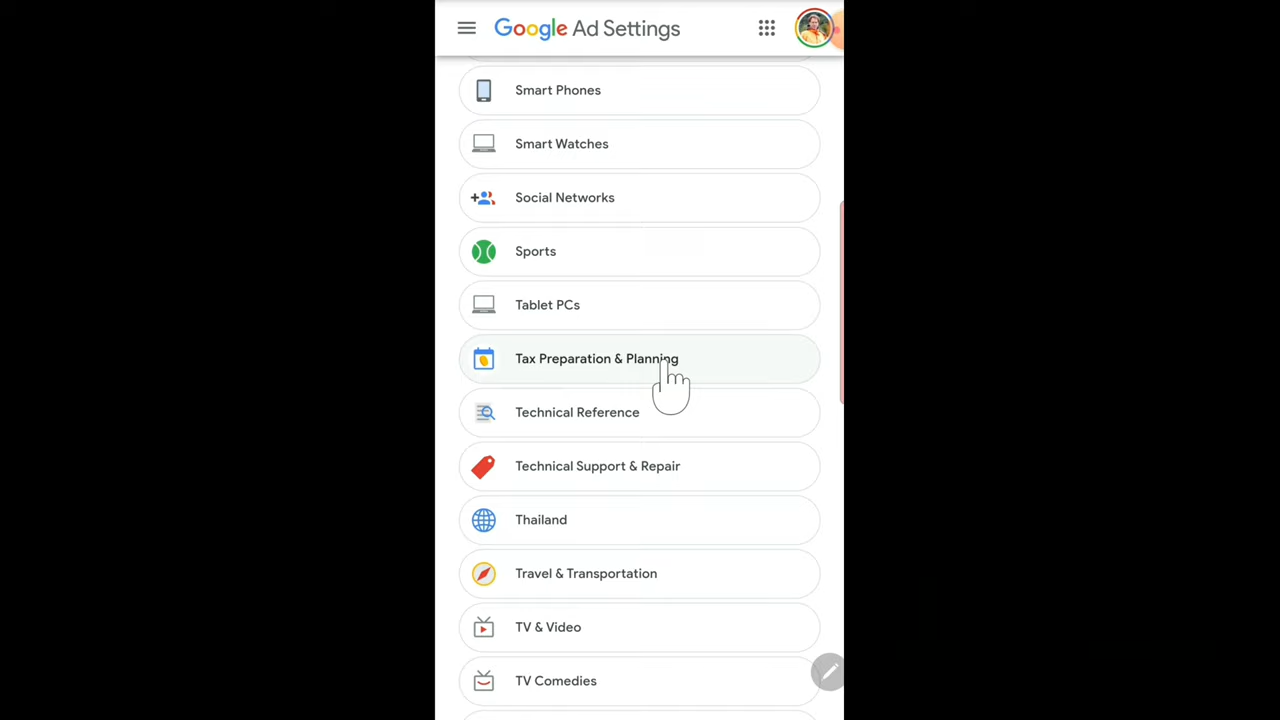 Google Ad Settings
Smart Phones
Smart Watches
Social Networks
Sports
Tablet PCs
Tax Preparation & Planning
Technical Reference
Technical Support & Repair
Thailand
Travel & Transportation
TV & Video
TV Comedies